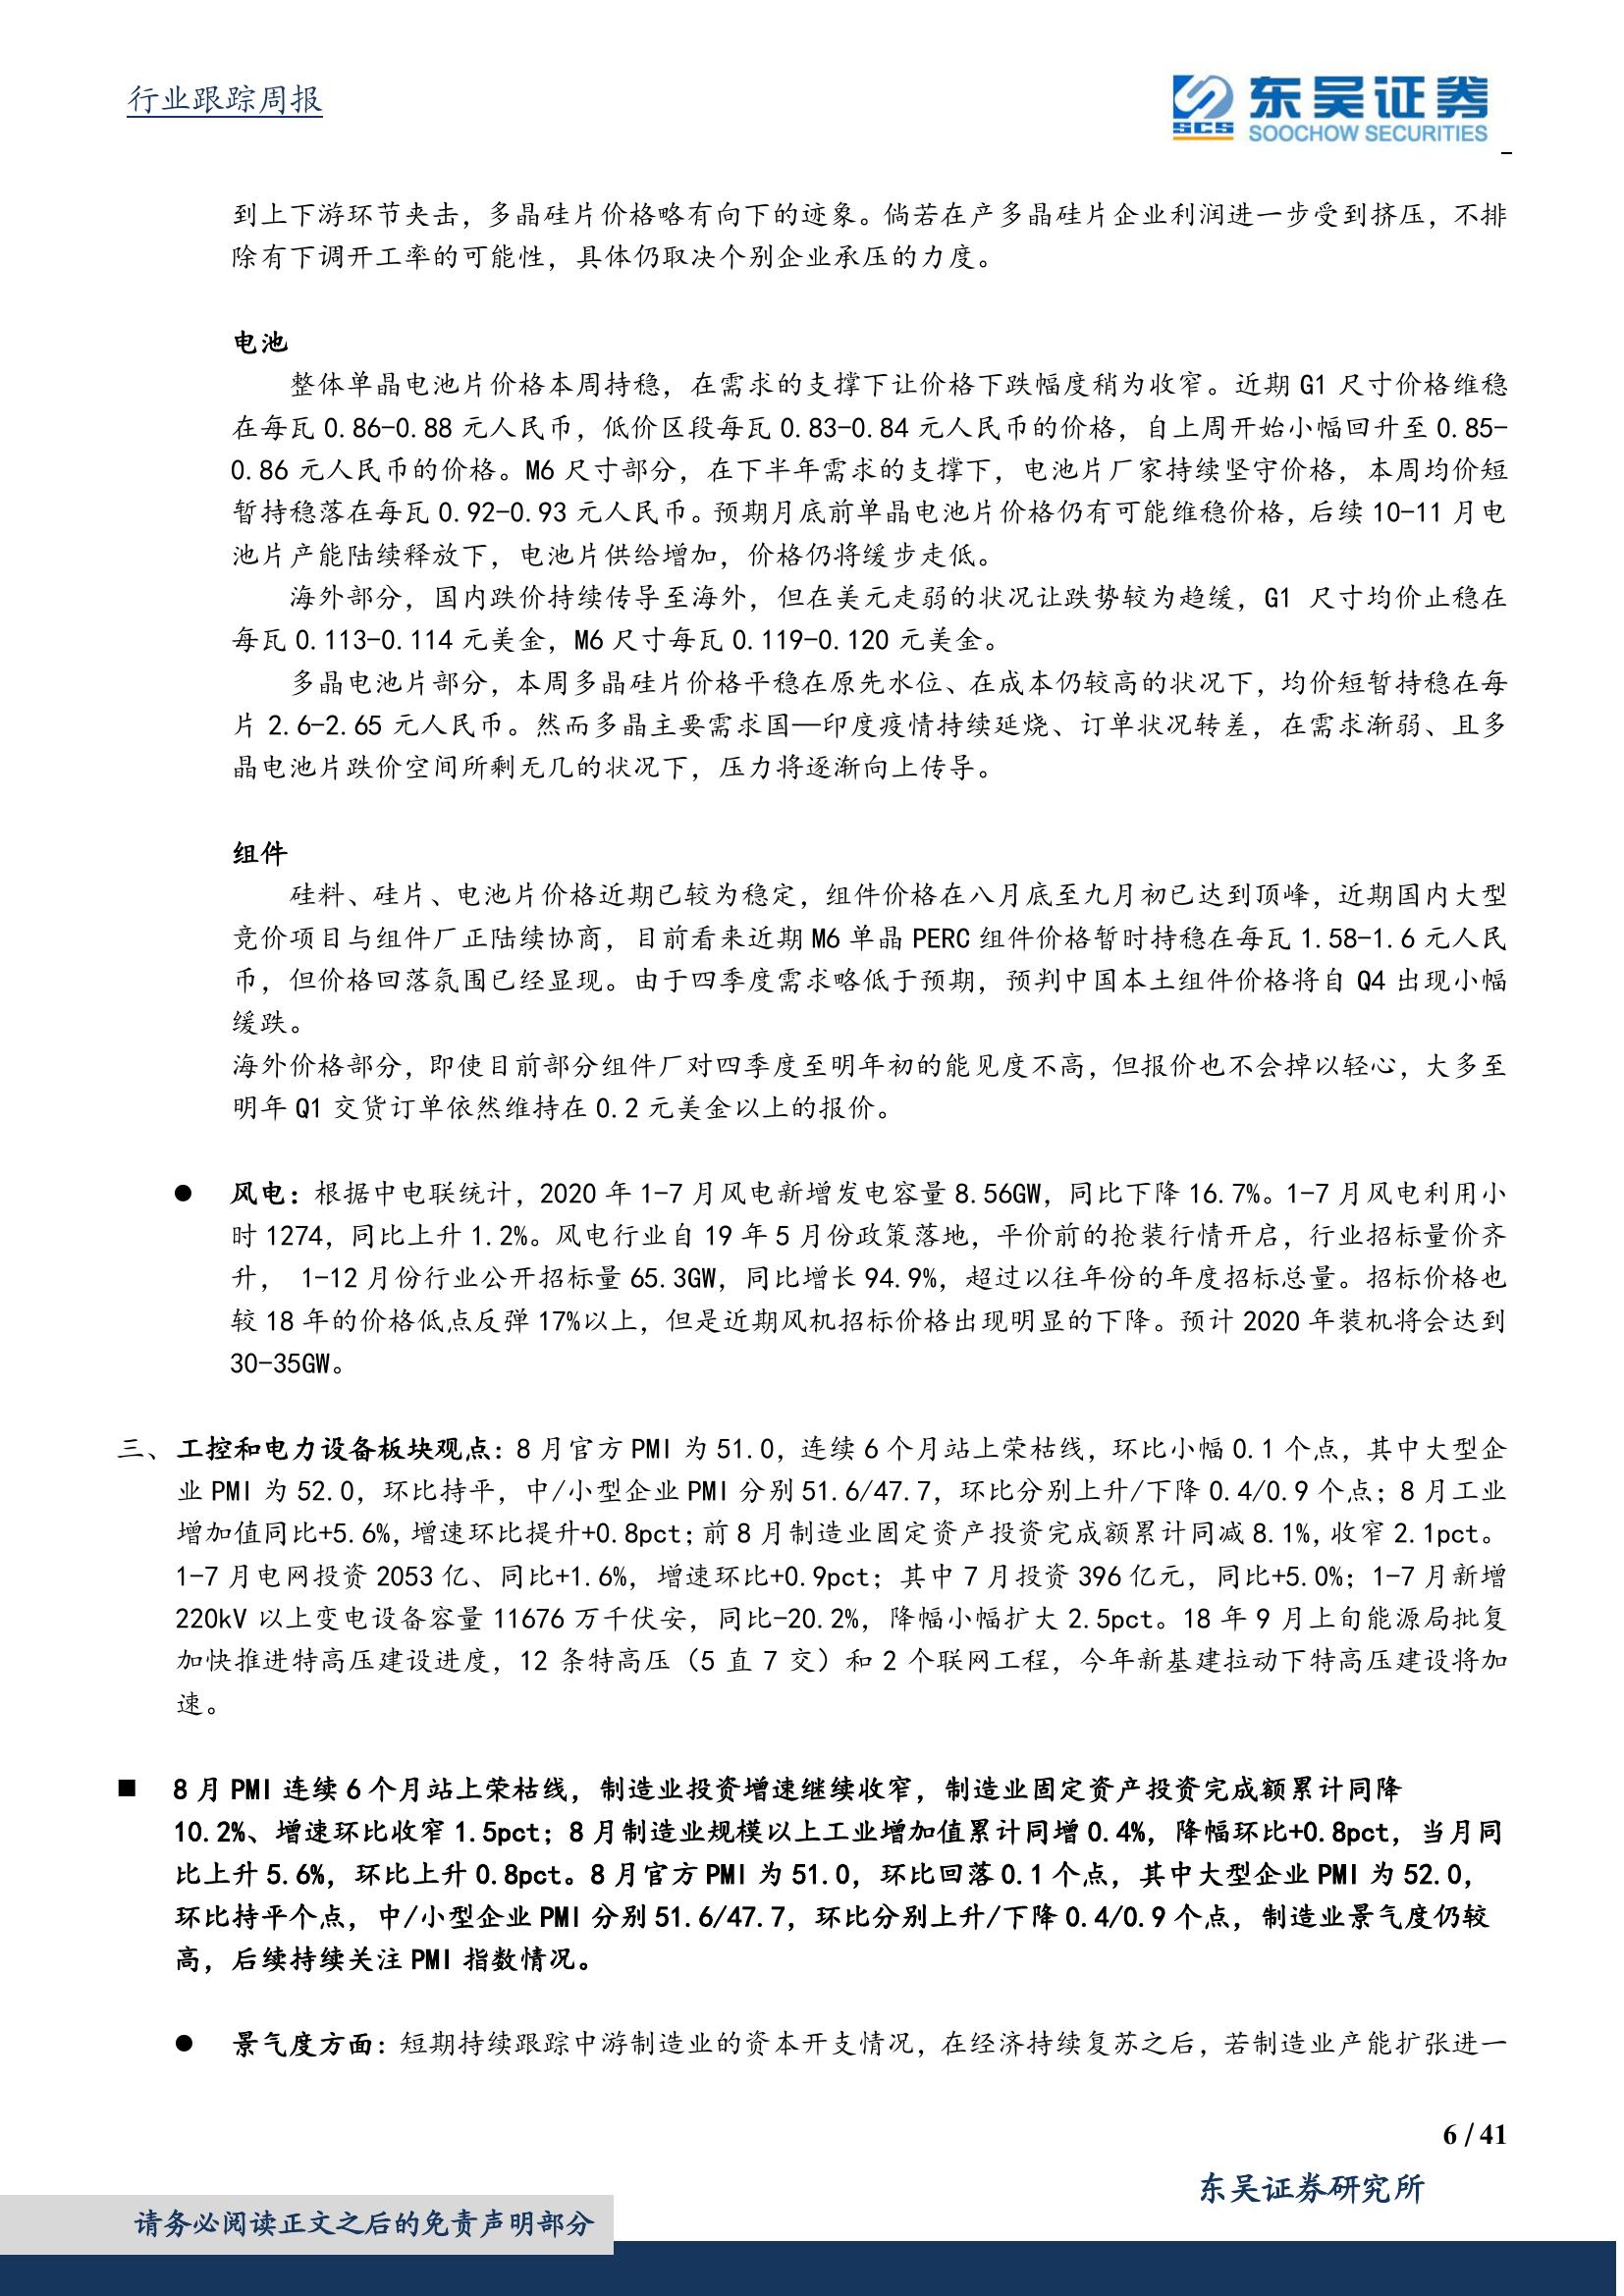 行业跟踪周报
SCS
东吴证券
SOOCHOW SECURITIES
到上下游环节夹击，多晶硅片价格略有向下的迹象。倘若在产多晶硅片企业利润进一步受到挤压，不排
除有下调开工率的可能性，具体仍取决个别企业承压的力度。
电池
整体单晶电池片价格本周持稳，在需求的支撑下让价格下跌幅度稍为收窄。近期 G1 尺寸价格维稳
在每瓦 0.86-0.88 元人民币，低价区段每瓦 0.83-0.84 元人民币的价格，自上周开始小幅回升至 0.85-
0.86 元人民币的价格。M6 尺寸部分，在下半年需求的支撑下，电池片厂家持续坚守价格，本周均价短
暂持稳落在每瓦 0.92-0.93 元人民币。预期月底前单晶电池片价格仍有可能维稳价格，后续 10-11 月电
池片产能陆续释放下，电池片供给增加，价格仍将缓步走低。
海外部分，国内跌价持续传导至海外，但在美元走弱的状况让跌势较为趋缓，G1 尺寸均价止稳在
每瓦 0.113-0.114 元美金，M6 尺寸每瓦 0.119-0.120 元美金。
多晶电池片部分，本周多晶硅片价格平稳在原先水位、在成本仍较高的状况下，均价短暂持稳在每
片 2.6-2.65 元人民币。然而多晶主要需求国—印度疫情持续延烧、订单状况转差，在需求渐弱、且多
晶电池片跌价空间所剩无几的状况下，压力将逐渐向上传导。
组件
硅料、硅片、电池片价格近期已较为稳定，组件价格在八月底至九月初已达到顶峰，近期国内大型
竞价项目与组件厂正陆续协商，目前看来近期 M6 单晶 PERC 组件价格暂时持稳在每瓦 1.58-1.6 元人民
币，但价格回落氛围已经显现。由于四季度需求略低于预期，预判中国本土组件价格将自 Q4 出现小幅
缓跌。
海外价格部分，即使目前部分组件厂对四季度至明年初的能见度不高，但报价也不会掉以轻心，大多至
明年 Q1 交货订单依然维持在 0.2 元美金以上的报价。
● 风电：根据中电联统计，2020 年 1-7 月风电新增发电容量 8.56GW，同比下降 16.7%。1-7 月风电利用小
时 1274，同比上升 1.2%。风电行业自 19 年 5 月份政策落地，平价前的抢装行情开启，行业招标量价齐
升， 1-12 月份行业公开招标量 65.3GW，同比增长 94.9%，超过以往年份的年度招标总量。招标价格也
较 18 年的价格低点反弹 17%以上，但是近期风机招标价格出现明显的下降。预计 2020 年装机将会达到
30-35GW。
三、工控和电力设备板块观点：8 月官方 PMI 为 51.0，连续 6 个月站上荣枯线，环比小幅 0.1 个点，其中大型企
业 PMI 为 52.0，环比持平，中/小型企业 PMI 分别 51.6/47.7，环比分别上升/下降 0.4/0.9 个点；8 月工业
增加值同比+5.6%，增速环比提升+0.8pct；前 8 月制造业固定资产投资完成额累计同减 8.1%，收窄 2.1pct。
1-7 月电网投资 2053 亿、同比+1.6%，增速环比+0.9pct；其中 7 月投资 396 亿元，同比+5.0%；1-7 月新增
220kV 以上变电设备容量 11676 万千伏安，同比-20.2%，降幅小幅扩大 2.5pct。18 年 9 月上旬能源局批复
加快推进特高压建设进度，12 条特高压（5 直 7 交）和 2 个联网工程，今年新基建拉动下特高压建设将加
速。
■ 8 月 PMI 连续 6 个月站上荣枯线，制造业投资增速继续收窄，制造业固定资产投资完成额累计同降
10.2%、增速环比收窄 1.5pct；8 月制造业规模以上工业增加值累计同增 0.4%，降幅环比+0.8pct，当月同
比上升 5.6%，环比上升 0.8pct。8 月官方 PMI 为 51.0，环比回落 0.1 个点，其中大型企业 PMI 为 52.0，
环比持平个点，中/小型企业 PMI 分别 51.6/47.7，环比分别上升/下降 0.4/0.9 个点，制造业景气度仍较
高，后续持续关注 PMI 指数情况。
● 景气度方面：短期持续跟踪中游制造业的资本开支情况，在经济持续复苏之后，若制造业产能扩张进一
6 / 41
东吴证券研究所
请务必阅读正文之后的免责声明部分